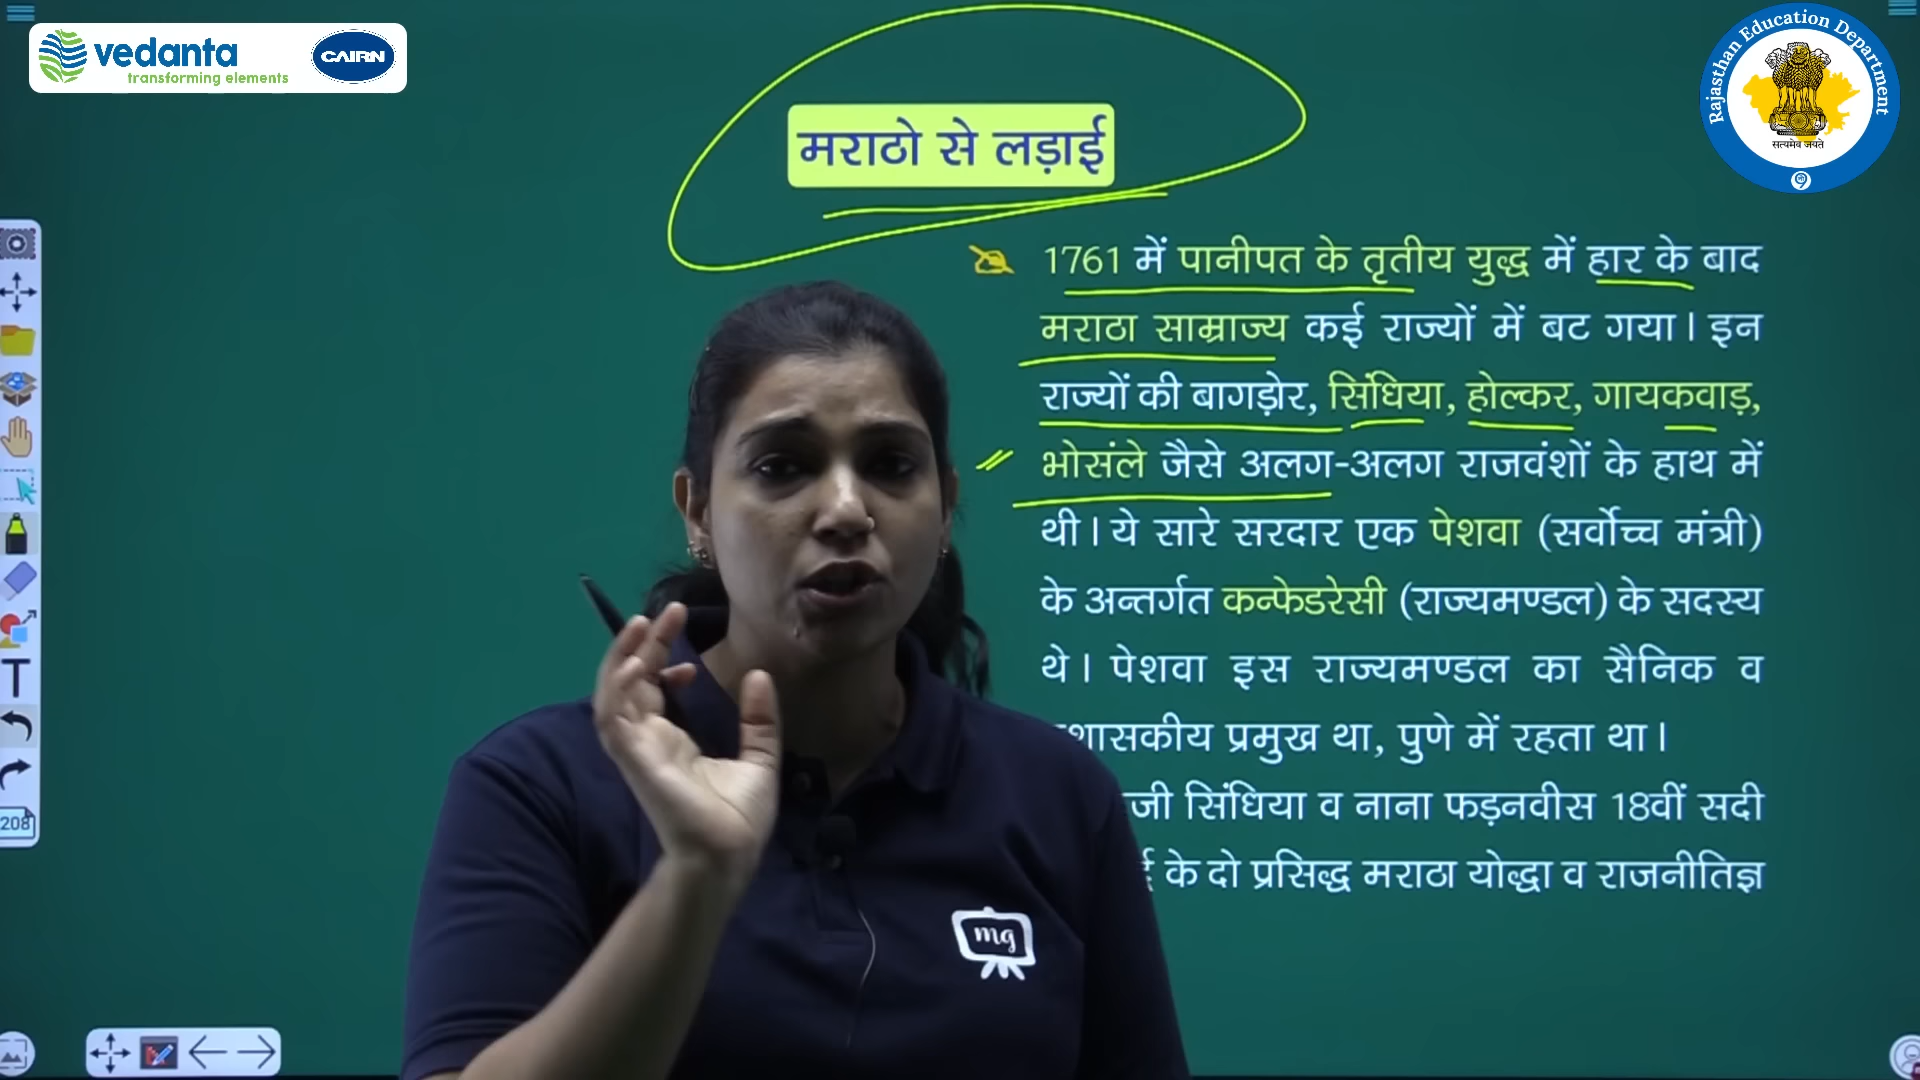 vedanta
transforming elements
CAIRN
Rajasthan Education Department
सत्यमेव जयते
मराठो से लड़ाई
1761 में पानीपत के तृतीय युद्ध में हार के बाद
मराठा साम्राज्य कई राज्यों में बट गया। इन
राज्यों की बागड़ोर, सिंधिया, होल्कर, गायकवाड़,
भोसंले जैसे अलग-अलग राजवंशों के हाथ में
थी। ये सारे सरदार एक पेशवा (सर्वोच्च मंत्री)
के अन्तर्गत कन्फेडरेसी (राज्यमण्डल) के सदस्य
थे। पेशवा इस राज्यमण्डल का सैनिक व
प्रमुख था, पुणे में रहता था।
सिंधिया व नाना फड़नवीस 18वीं सदी
के दो प्रसिद्ध मराठा योद्धा व राजनीतिज्ञ
mg
T
208